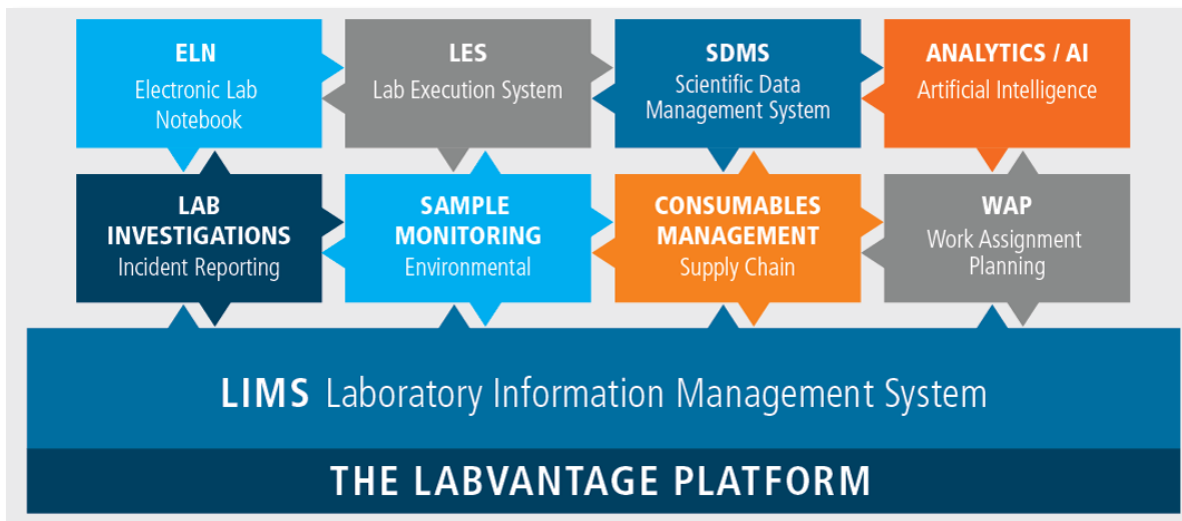 ELN
Electronic Lab
Notebook
LES
Lab Execution System
SDMS
Scientific Data
Management System
ANALYTICS / AI
Artificial Intelligence
LAB
INVESTIGATIONS
Incident Reporting
SAMPLE
MONITORING
Environmental
CONSUMABLES
MANAGEMENT
Supply Chain
WAP
Work Assignment
Planning
LIMS Laboratory Information Management System
THE LABVANTAGE PLATFORM